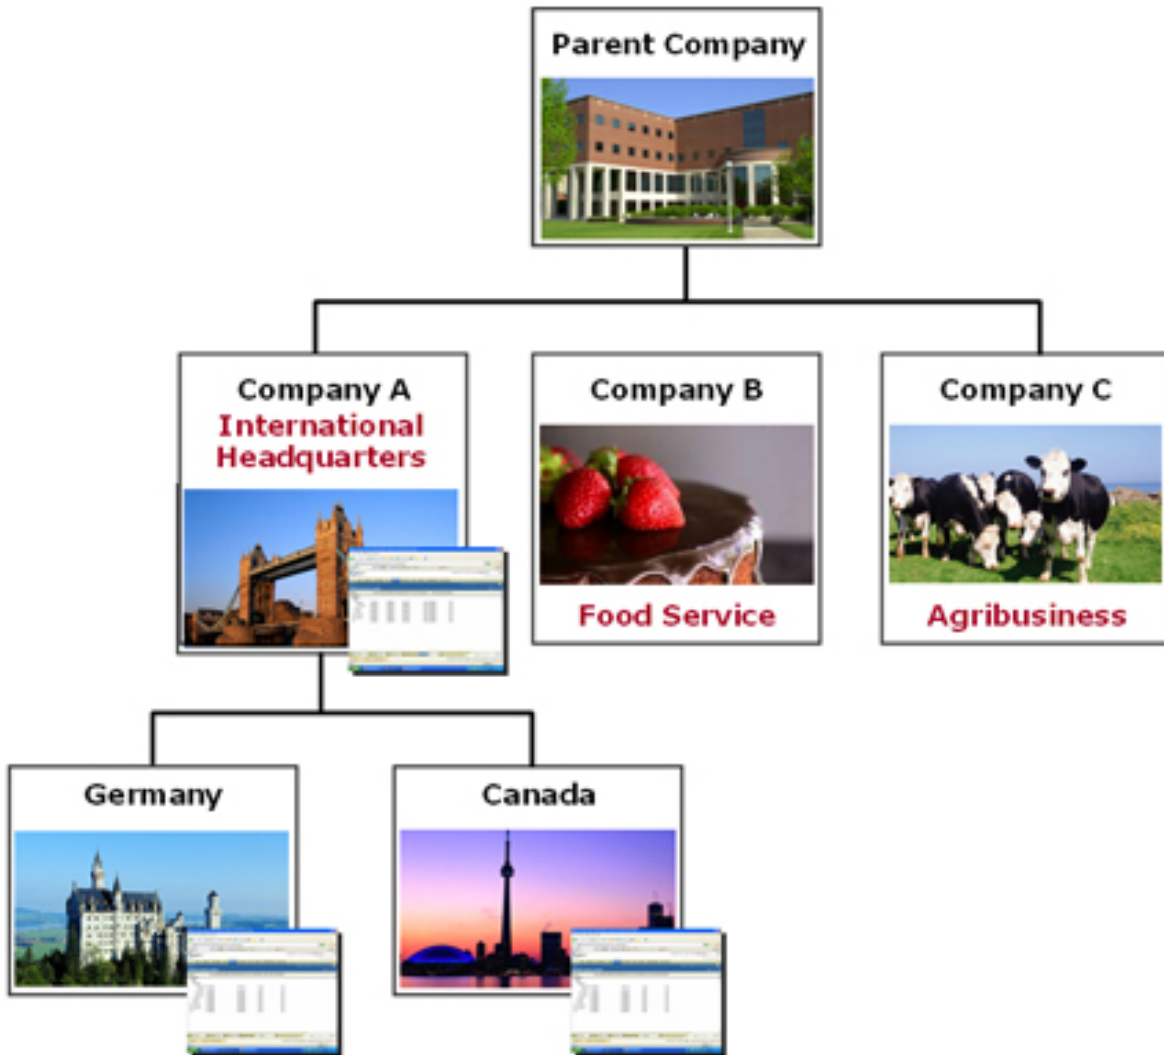 Parent Company
Company A
International
Headquarters
Company B
Food Service
Company C
Agribusiness
Germany
Canada